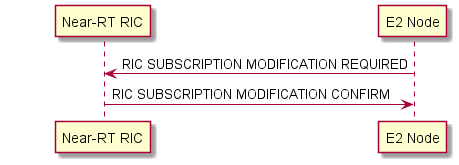 Near-RT RIC
E2 Node
RIC SUBSCRIPTION MODIFICATION REQUIRED
RIC SUBSCRIPTION MODIFICATION CONFIRM
Near-RT RIC
E2 Node